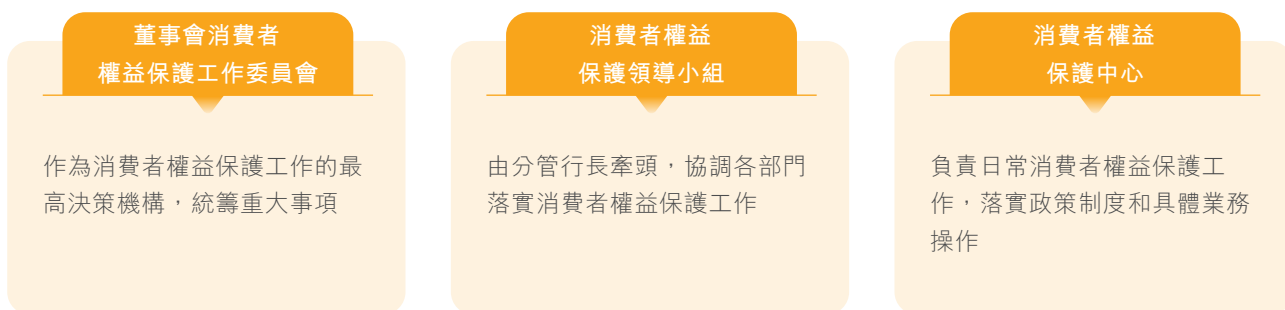 董事會消費者
權益保護工作委員會
作為消費者權益保護工作的最
高決策機構，統籌重大事項
消費者權益
保護領導小組
由分管行長牽頭，協調各部門
落實消費者權益保護工作
消費者權益
保護中心
負責日常消費者權益保護工
作，落實政策制度和具體業務
操作